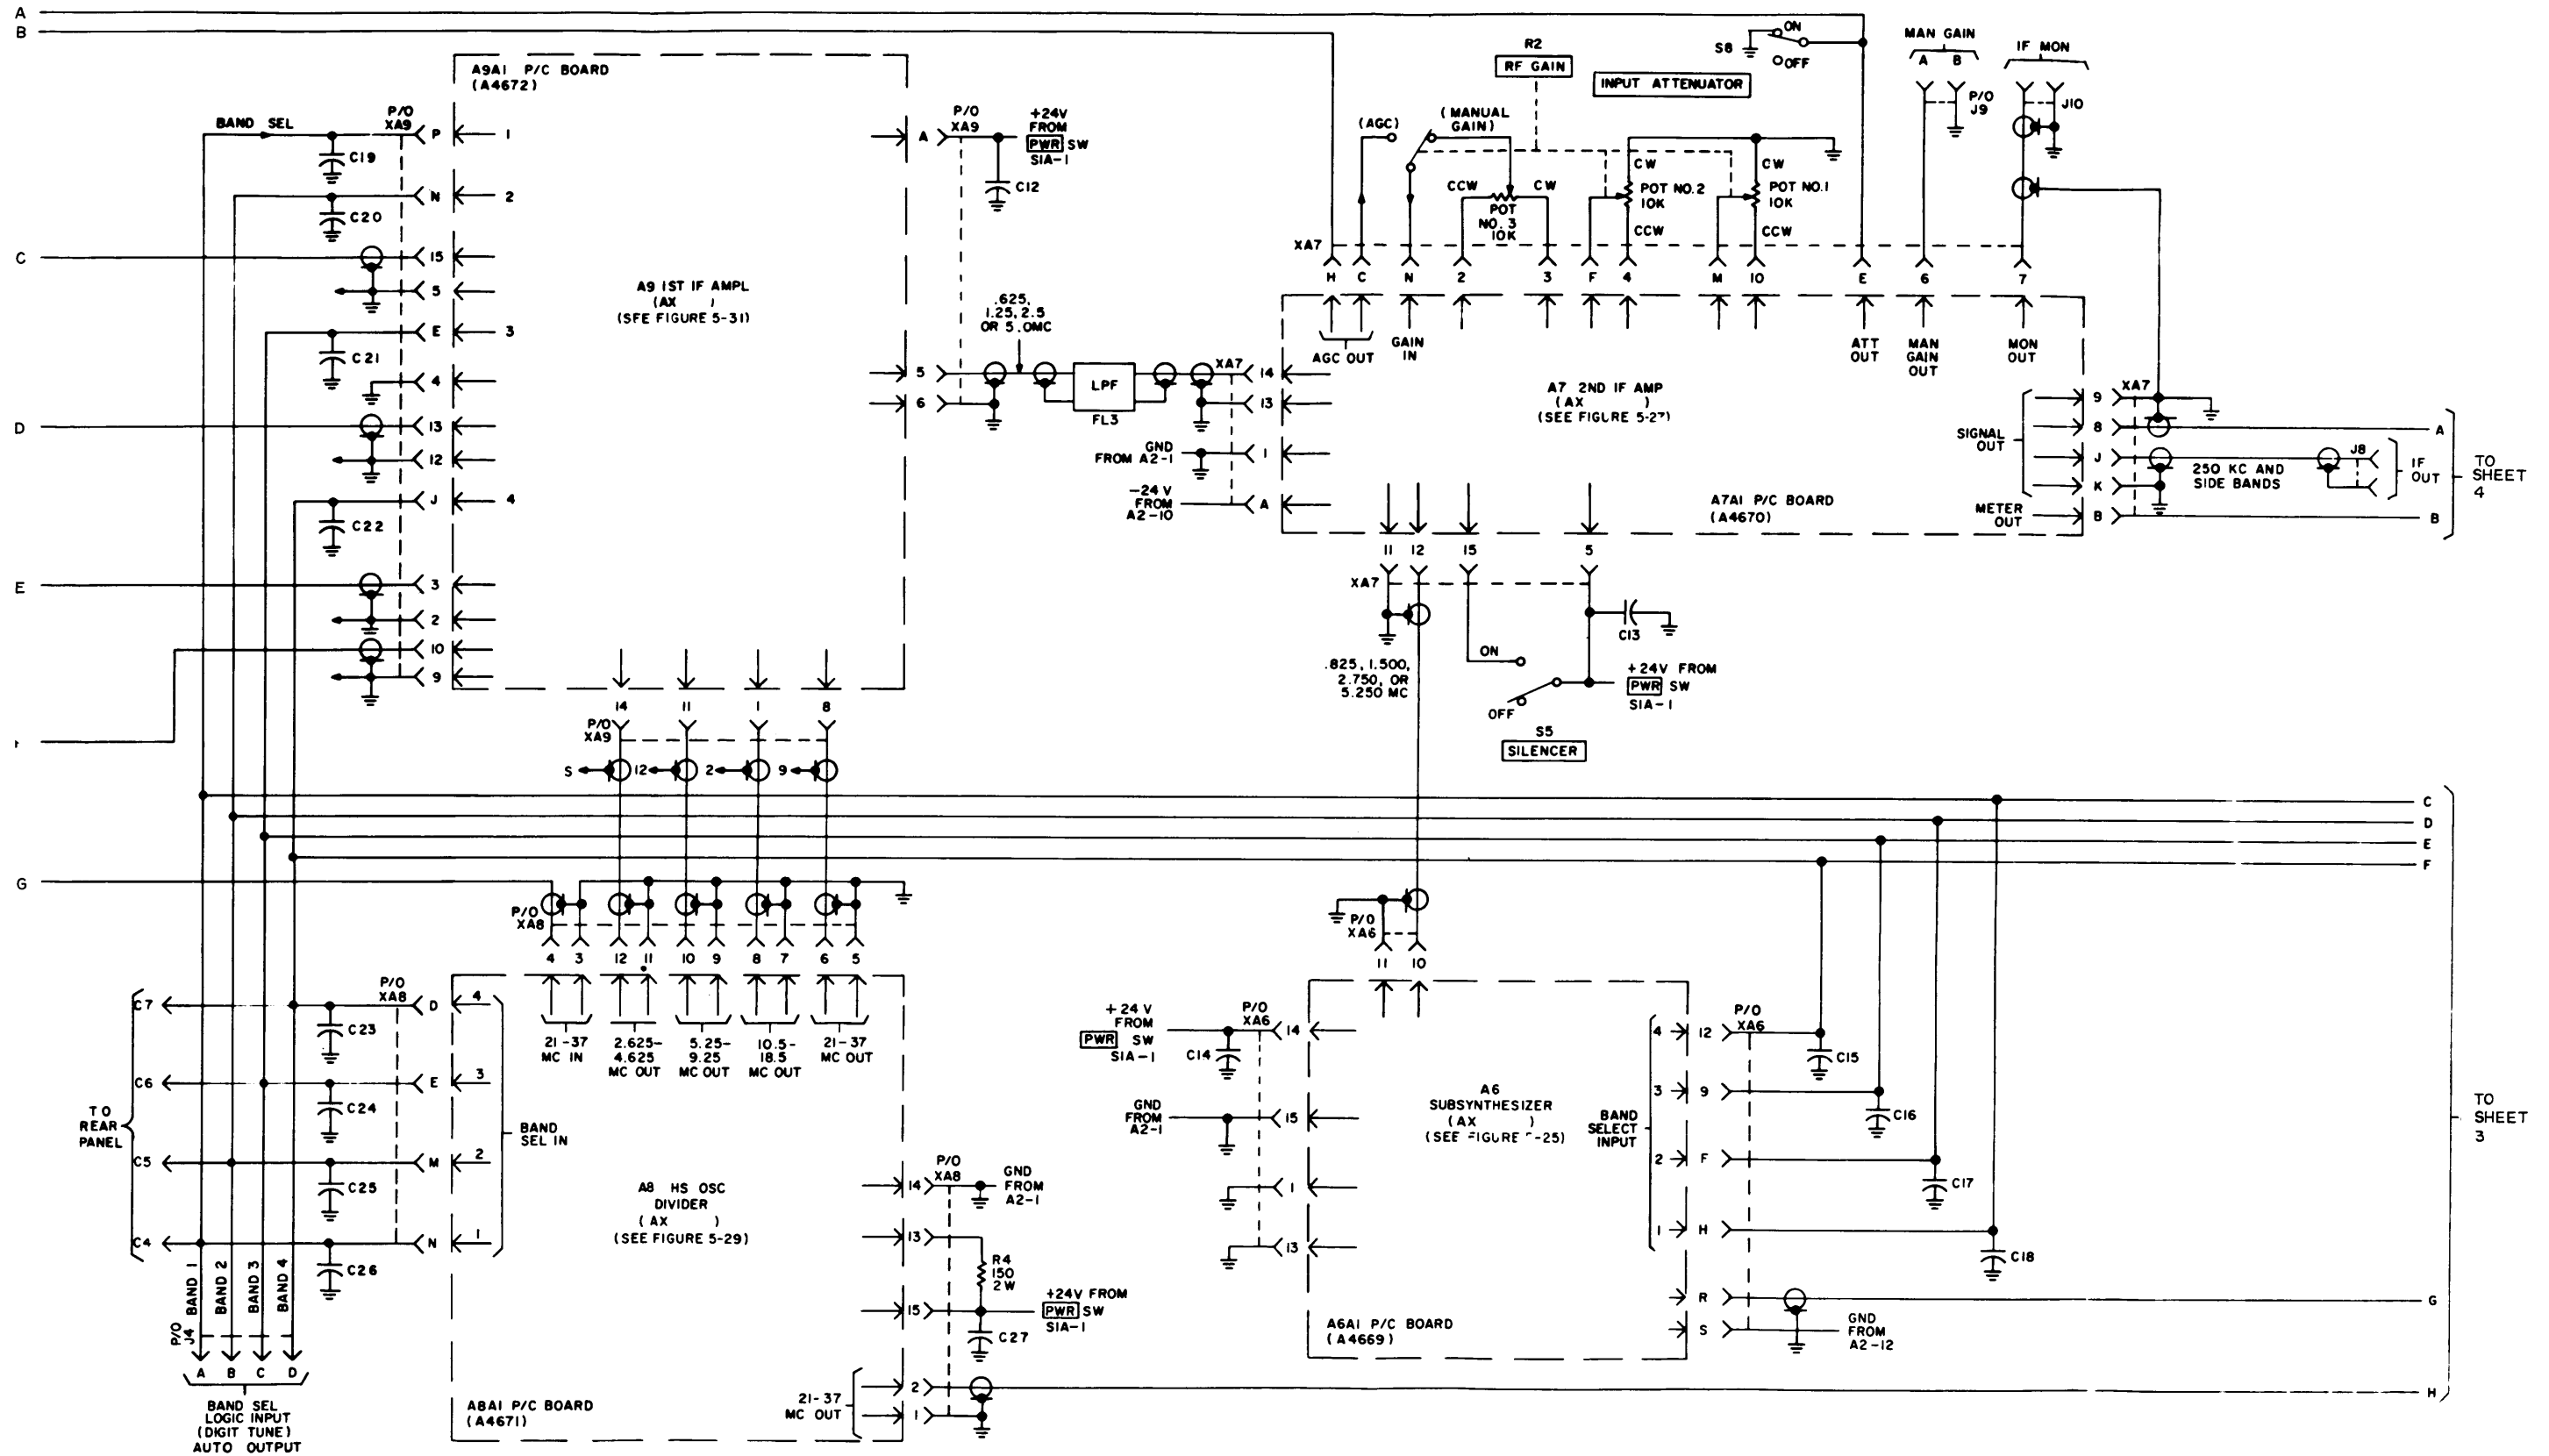 A
B
A9A1 P/C BOARD
(A4672)
P/O
XA9
BAND SEL
P
1
C19
N
2
C20
C
15
5
E
3
C21
4
D
13
12
J
4
C22
E
3
2
10
9
A9 1ST IF AMPL
(AX )
(SEE FIGURE 5-31)
A
P/O
XA9
+24V
FROM
PWR SW
S1A-1
C12
5
6
.625,
1.25, 2.5
OR 5.0MC
LPF
FL3
XA7
14
13
GND
FROM A2-1
1
-24 V
FROM
A2-10
A
14
11
1
8
P/O
XA9
S
12
2
9
R2
RF GAIN
INPUT ATTENUATOR
S8
ON
OFF
MAN GAIN
A B
P/O
J9
IF MON
J10
(AGC)
(MANUAL
GAIN)
CCW
CW
POT
NO. 3
10K
CW
POT NO.2
10K
CCW
CW
POT NO.1
10K
CCW
XA7
H
C
N
2
3
F
4
M
10
E
6
7
AGC OUT
GAIN
IN
ATT
OUT
MAN
GAIN
OUT
MON
OUT
A7 2ND IF AMP
(AX )
(SEE FIGURE 5-27)
A7A1 P/C BOARD
(A4670)
SIGNAL
OUT
METER
OUT
9
8
J
K
B
XA7
250 KC AND
SIDE BANDS
J8
IF
OUT
A
B
TO
SHEET
4
11
12
15
5
XA7
C13
.825, 1.500,
2.750, OR
5.250 MC
ON
OFF
+24V FROM
PWR SW
S1A-1
S5
SILENCER
C
D
E
F
G
P/O
XA8
4
3
12
11
10
9
8
7
6
5
21-37
MC IN
2.625-
4.625
MC OUT
5.25-
9.25
MC OUT
10.5-
18.5
MC OUT
21-37
MC OUT
TO
REAR
PANEL
C7
C6
C5
C4
P/O
XA8
D
4
C23
E
3
C24
M
2
C25
N
1
C26
BAND
SEL IN
BAND 1
BAND 2
BAND 3
BAND 4
P/O
J4
A
B
C
D
BAND SEL
LOGIC INPUT
(DIGIT TUNE)
AUTO OUTPUT
A8 HS OSC
DIVIDER
(AX )
(SEE FIGURE 5-29)
A8A1 P/C BOARD
(A4671)
14
P/O
XA8
GND
FROM
A2-1
13
R4
150
2W
15
+24V FROM
PWR SW
S1A-1
C27
21-37
MC OUT
2
1
P/O
XA6
11
10
+24 V
FROM
PWR SW
S1A-1
C14
P/O
XA6
14
GND
FROM
A2-1
15
1
13
A6
SUBSYNTHESIZER
(AX )
(SEE FIGURE -25)
A6A1 P/C BOARD
(A4669)
BAND
SELECT
INPUT
4
12
P/O
XA6
C15
3
9
C16
2
F
C17
1
H
C18
R
S
GND
FROM
A2-12
G
H
TO
SHEET
3